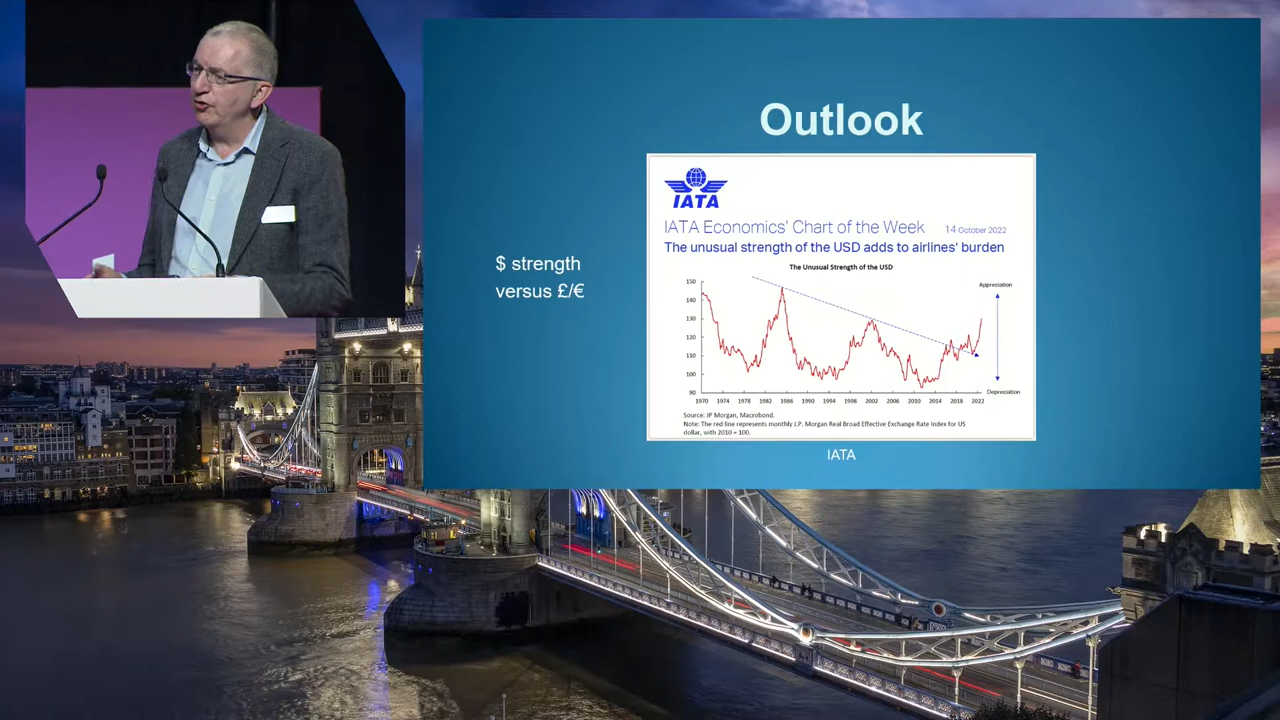 Outlook
$ strength
versus £/€
IATA
IATA Economics' Chart of the Week 14 October 2022
The unusual strength of the USD adds to airlines' burden
The Unusual Strength of the USD
150
140
130
120
110
100
90
1970 1974 1978 1982 1986 1990 1994 1998 2002 2006 2010 2014 2018 2022
Appreciation
Depreciation
Source: JP Morgan, Macrobond.
Note: The red line represents monthly J.P. Morgan Real Broad Effective Exchange Rate Index for US
dollar, with 2010 = 100.
IATA